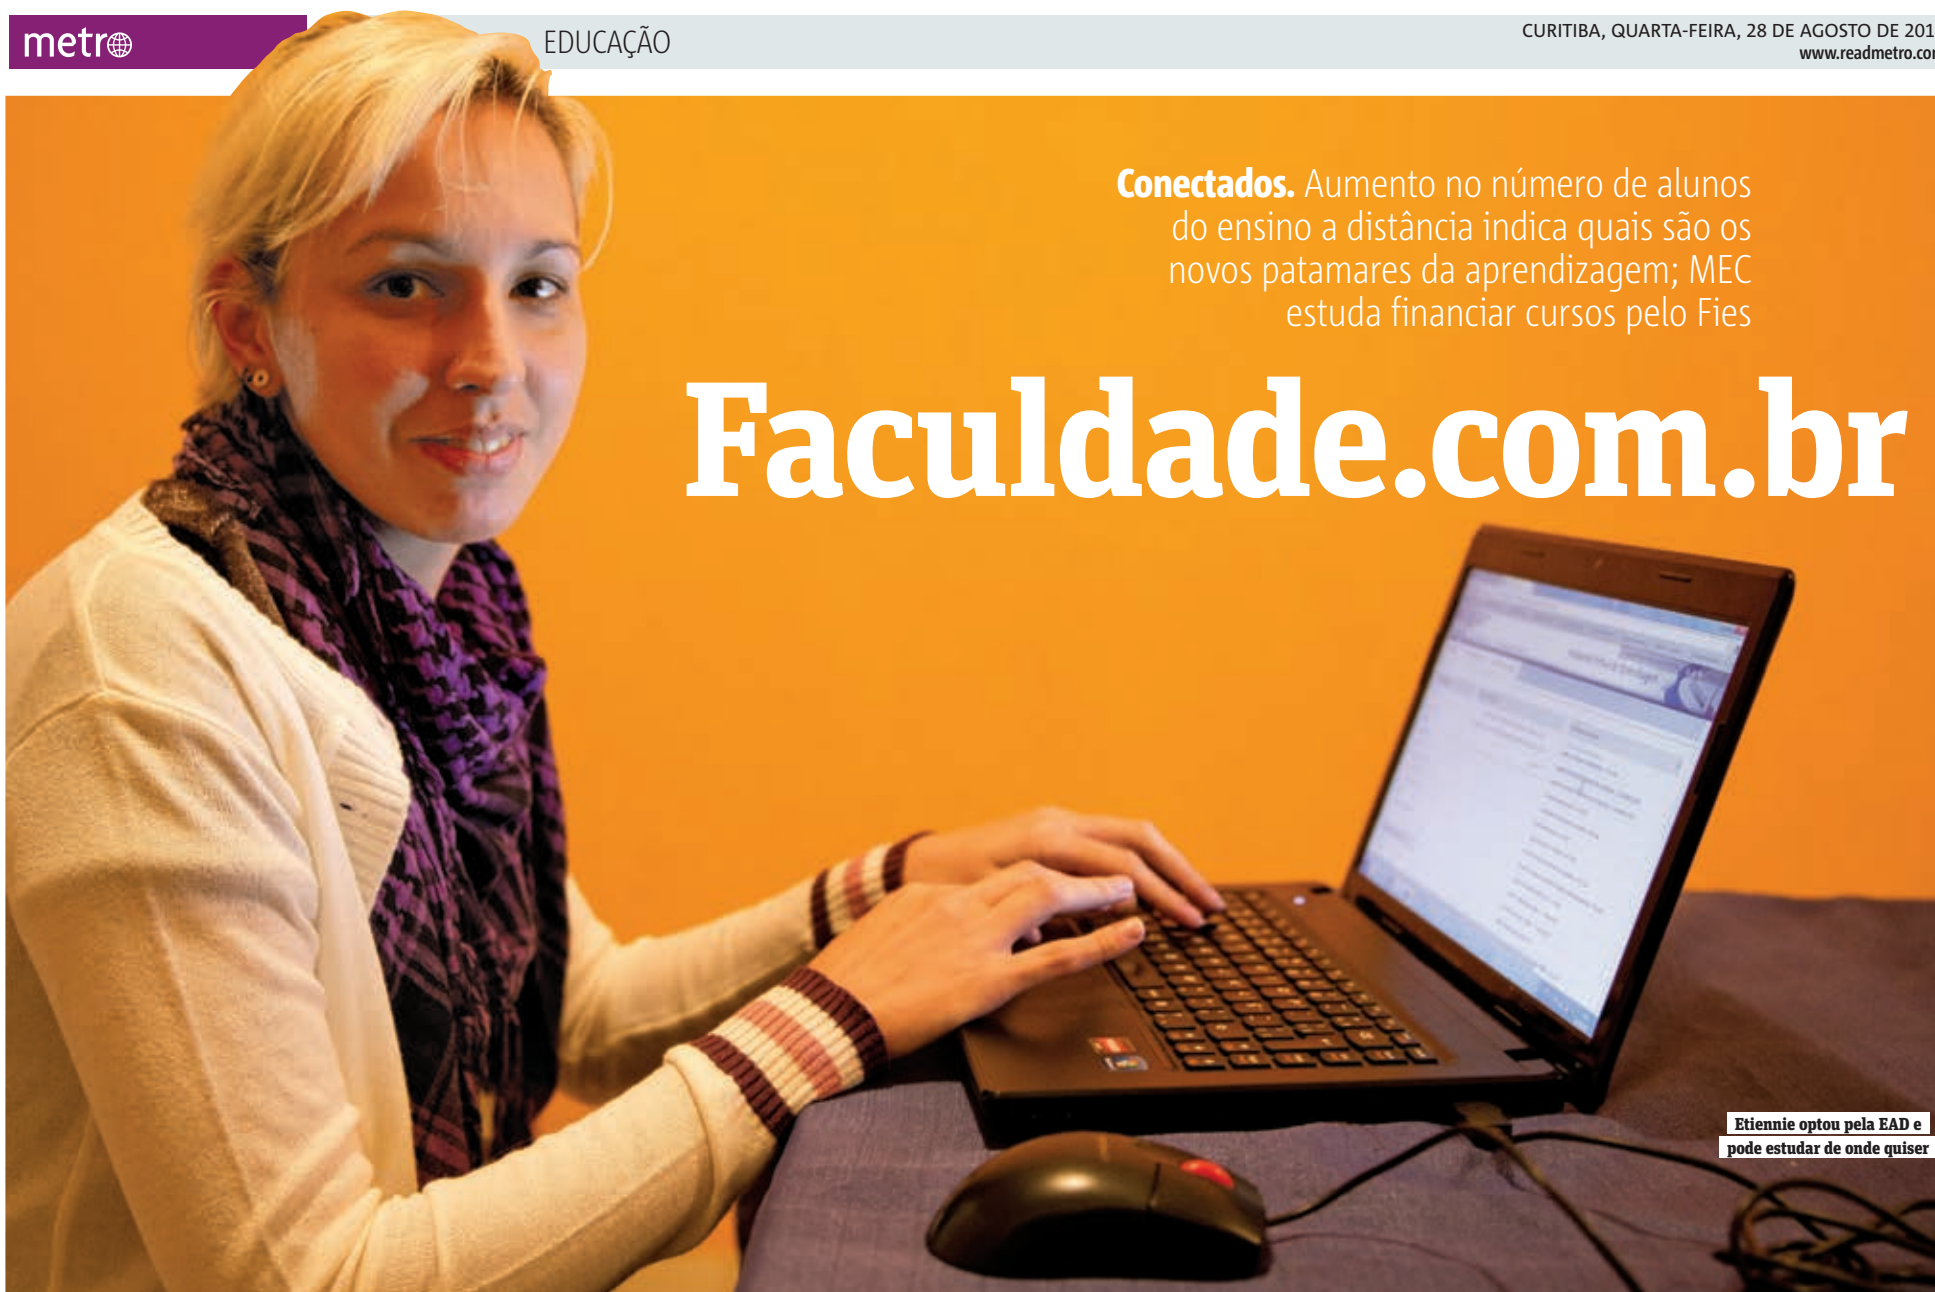 metro
EDUCAÇÃO
CURITIBA, QUARTA-FEIRA, 28 DE AGOSTO DE 201
www.readmetro.com
Conectados. Aumento no número de alunos
do ensino a distância indica quais são os
novos patamares da aprendizagem; MEC
estuda financiar cursos pelo Fies
Faculdade.com.br
Etiennie optou pela EAD e
pode estudar de onde quiser